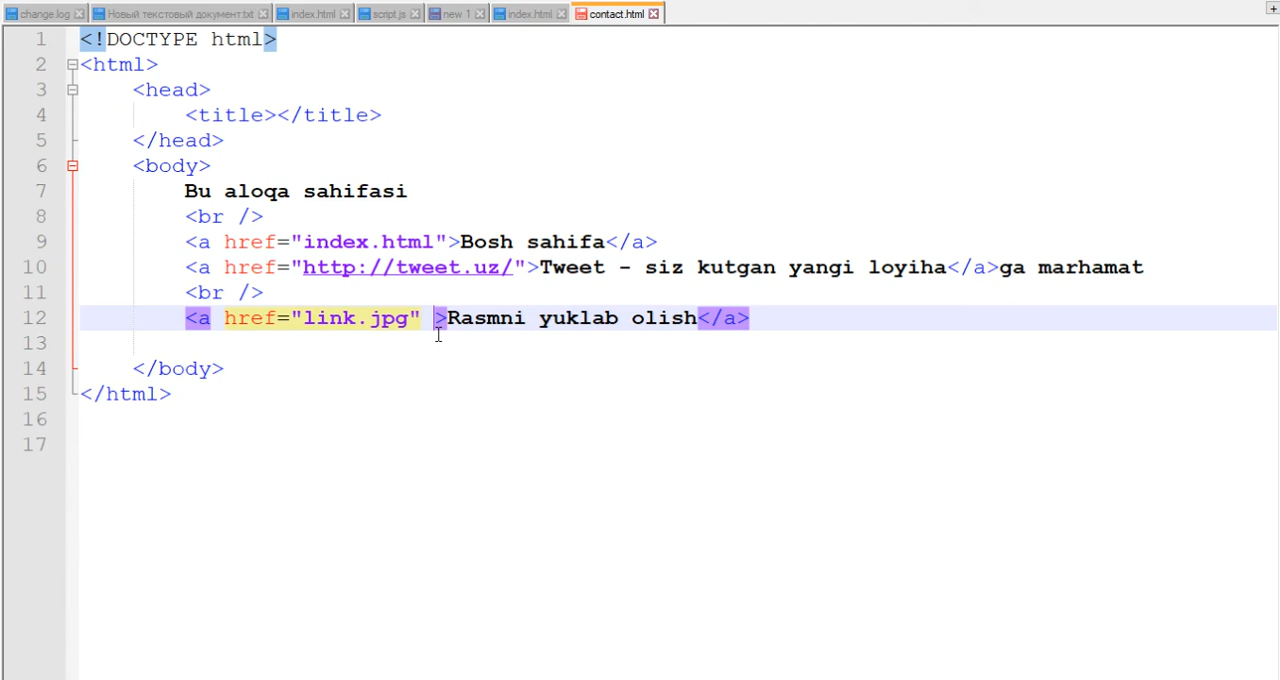 change.log Новый текстовый документ.txt index.html script.js new 1 index.html contact.html
1 <!DOCTYPE html>
2 <html>
3 <head>
4 <title></title>
5 </head>
6 <body>
7 Bu aloqa sahifasi
8 <br />
9 <a href="index.html">Bosh sahifa</a>
10 <a href="http://tweet.uz/">Tweet - siz kutgan yangi loyiha</a>ga marhamat
11 <br />
12 <a href="link.jpg" >Rasmni yuklab olish</a>
13
14 </body>
15 </html>
16
17